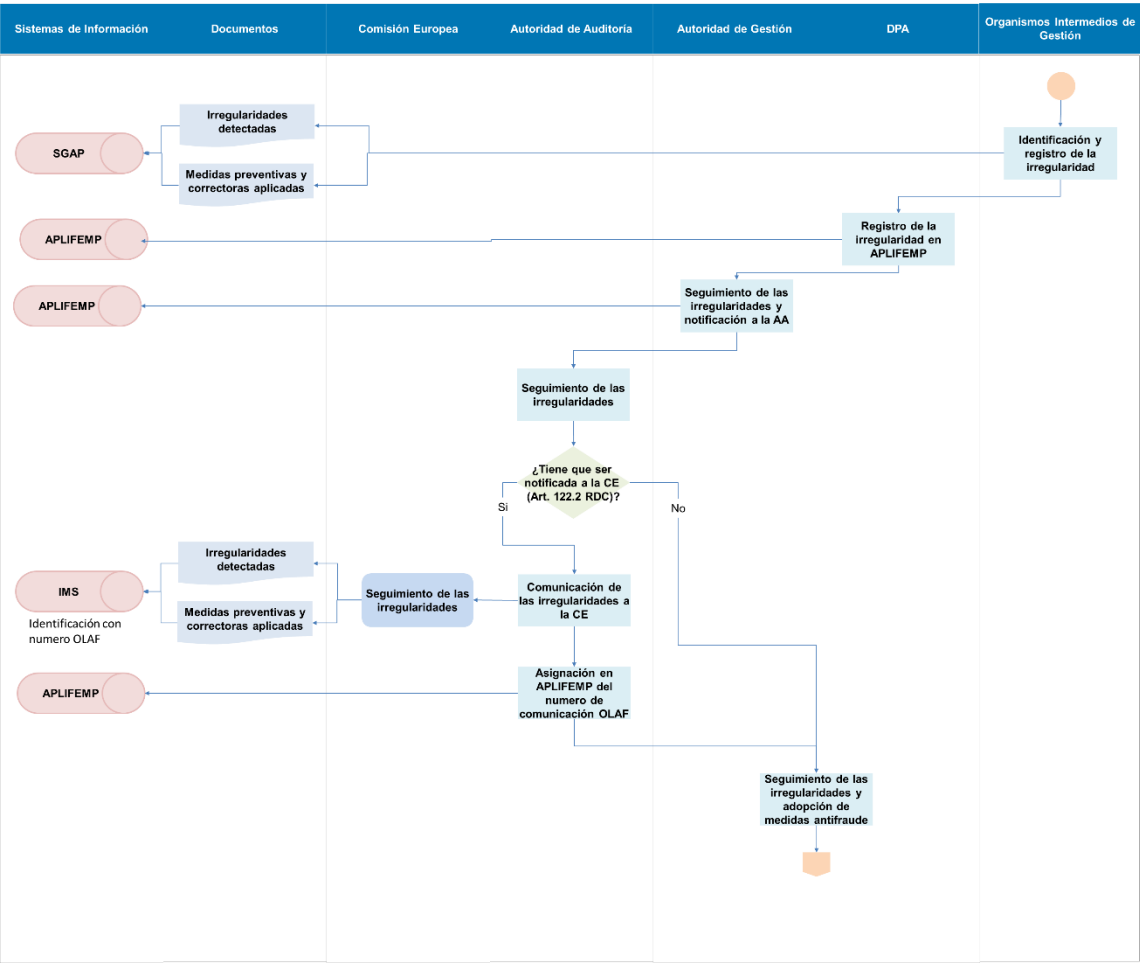 Sistemas de Información
Documentos
Comisión Europea
Autoridad de Auditoría
Autoridad de Gestión
DPA
Organismos Intermedios de
Gestión
Irregularidades
detectadas
Medidas preventivas y
correctoras aplicadas
SGAP
Identificación y
registro de la
irregularidad
APLIFEMP
Registro de la
irregularidad en
APLIFEMP
APLIFEMP
Seguimiento de las
irregularidades y
notificación a la AA
Seguimiento de las
irregularidades
¿Tiene que ser
notificada a la CE
(Art. 122.2 RDC)?
Si
No
Irregularidades
detectadas
Medidas preventivas y
correctoras aplicadas
IMS
Identificación con
numero OLAF
Seguimiento de las
irregularidades
Comunicación de
las irregularidades a
la CE
APLIFEMP
Asignación en
APLIFEMP del
numero de
comunicación OLAF
Seguimiento de las
irregularidades y
adopción de
medidas antifraude